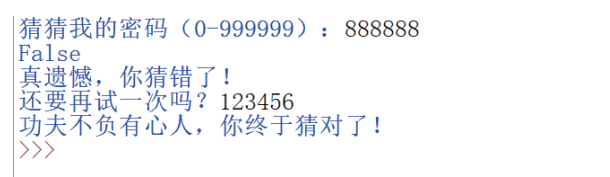 猜猜我的密码（0-999999）：888888
False
真遗憾，你猜错了！
还要再试一次吗？123456
功夫不负有心人，你终于猜对了！
>>>